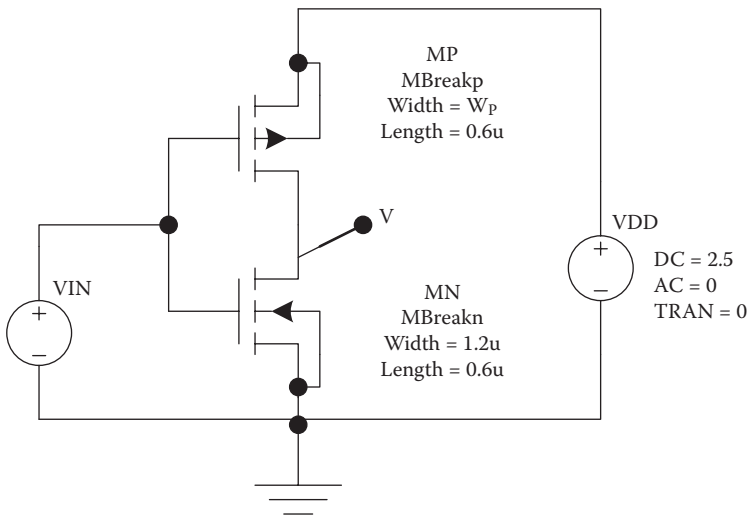 MP
MBreakp
Width = WP
Length = 0.6u
V
VDD
+
−
DC = 2.5
AC = 0
TRAN = 0
VIN
+
−
MN
MBreakn
Width = 1.2u
Length = 0.6u